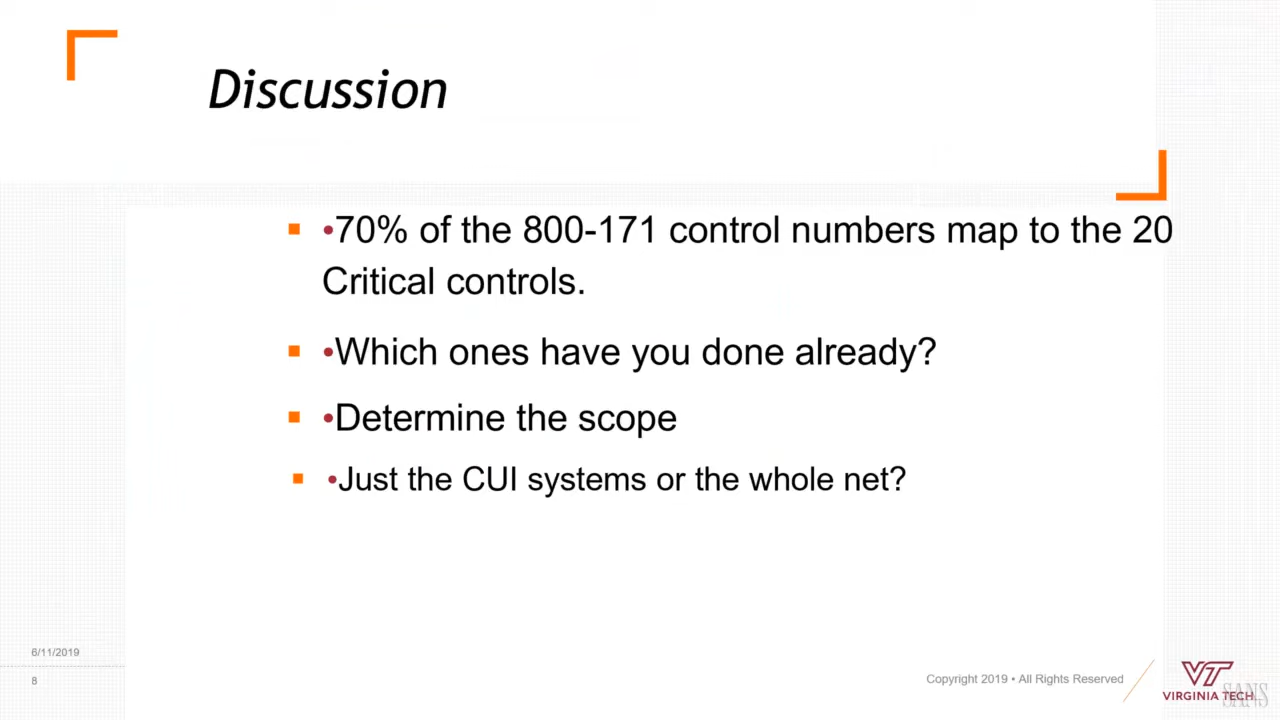 Discussion
▪ •70% of the 800-171 control numbers map to the 20
Critical controls.
▪ •Which ones have you done already?
▪ •Determine the scope
▪ •Just the CUI systems or the whole net?
6/11/2019
8
Copyright 2019 • All Rights Reserved
VT
VIRGINIA TECH
SANS